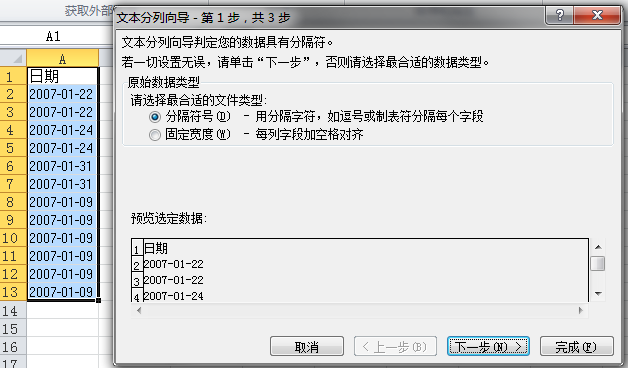 获取外部
文本分列向导 - 第 1 步，共 3 步
A1
A
1 日期
2 2007-01-22
3 2007-01-22
4 2007-01-24
5 2007-01-24
6 2007-01-31
7 2007-01-31
8 2007-01-09
9 2007-01-09
10 2007-01-09
11 2007-01-09
12 2007-01-09
13 2007-01-09
14
15
16
17
文本分列向导判定您的数据具有分隔符。
若一切设置无误，请单击“下一步”，否则请选择最合适的数据类型。
原始数据类型
请选择最合适的文件类型:
分隔符号(D) - 用分隔字符，如逗号或制表符分隔每个字段
固定宽度(W) - 每列字段加空格对齐
预览选定数据:
1 日期
2 2007-01-22
3 2007-01-22
4 2007-01-24
取消 < 上一步(B) 下一步(N) > 完成(F)